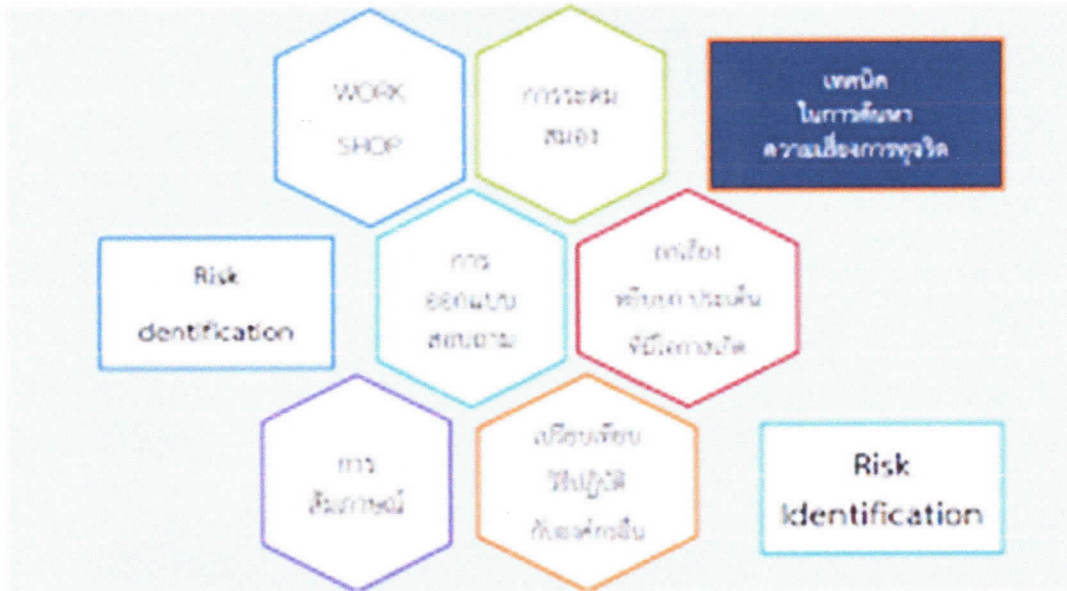 WORK
SHOP
การระดม
สมอง
เทคนิค
ในการค้นหา
ความเสี่ยงการทุจริต
Risk
dentification
การ
ออกแบบ
สอบถาม
ถกเถียง
หยิบยก ประเด็น
ที่มีโอกาสเกิด
การ
สัมภาษณ์
เปรียบเทียบ
วิธีปฏิบัติ
กับองค์กรอื่น
Risk
Identification